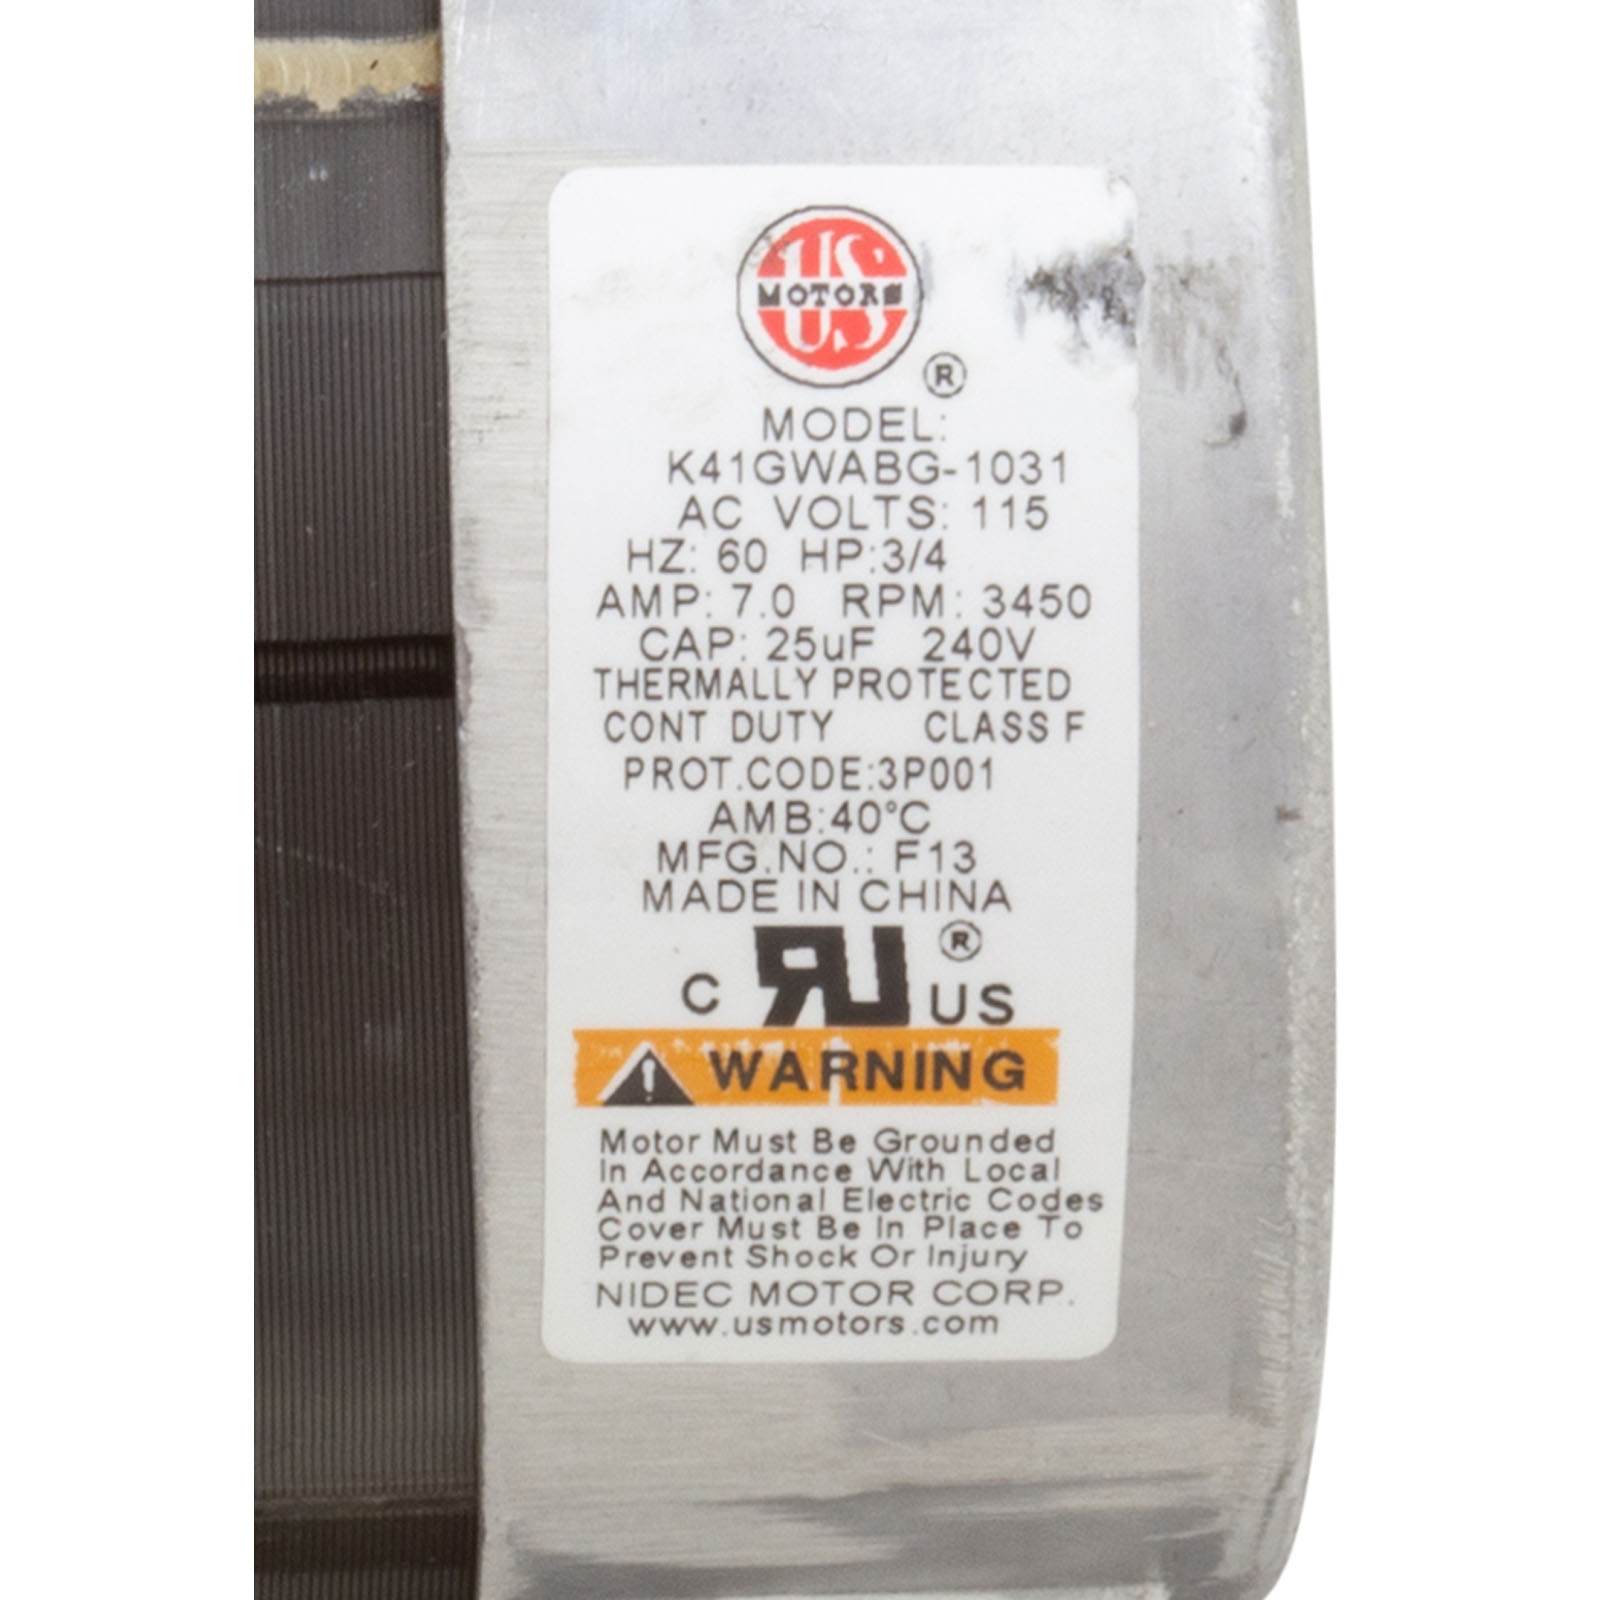 US
MOTORS
®
MODEL:
K41GWABG-1031
AC VOLTS: 115
HZ: 60 HP:3/4
AMP: 7.0 RPM: 3450
CAP: 25uF 240V
THERMALLY PROTECTED
CONT DUTY CLASS F
PROT.CODE:3P001
AMB:40°C
MFG.NO.: F13
MADE IN CHINA
C RU ® US
WARNING
Motor Must Be Grounded
In Accordance With Local
And National Electric Codes
Cover Must Be In Place To
Prevent Shock Or Injury
NIDEC MOTOR CORP.
www.usmotors.com